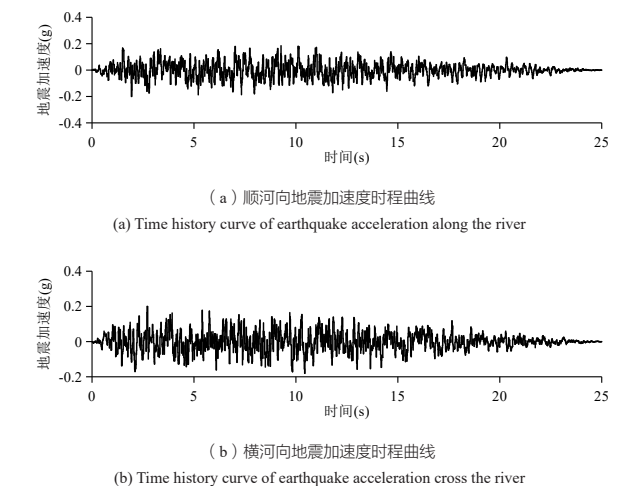 0.4
0.2
0
-0.2
-0.4
地震加速度(g)
0 5 10 15 20 25
时间(s)
（a）顺河向地震加速度时程曲线
(a) Time history curve of earthquake acceleration along the river
0.4
0.2
0
-0.2
地震加速度(g)
0 5 10 15 20 25
时间(s)
（b）横河向地震加速度时程曲线
(b) Time history curve of earthquake acceleration cross the river